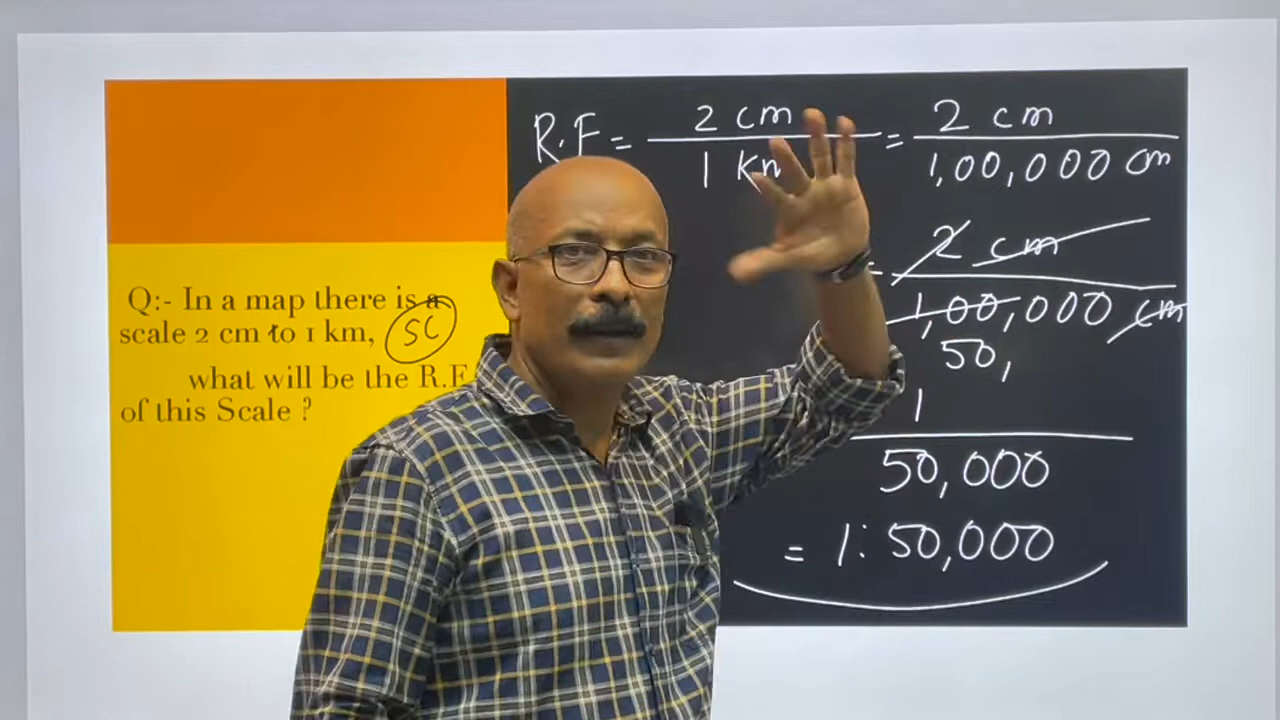 Q:- In a map there is a
scale 2 cm to 1 km,
SC
what will be the R.F
of this Scale ?
R.F = 2 cm = 2 cm
1 km 1,00,000 cm
= 2 cm
1,00,000 cm
50,
1
50,000
= 1: 50,000